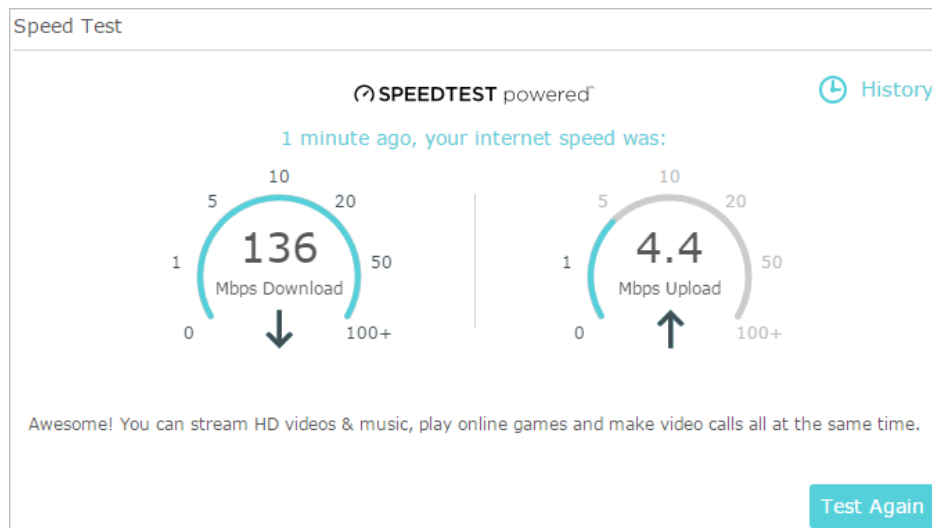 Speed Test
SPEEDTEST powered™
History
1 minute ago, your internet speed was:
10
5
20
136
1
50
Mbps Download
0
100+
10
5
20
4.4
1
50
Mbps Upload
0
100+
Awesome! You can stream HD videos & music, play online games and make video calls all at the same time.
Test Again